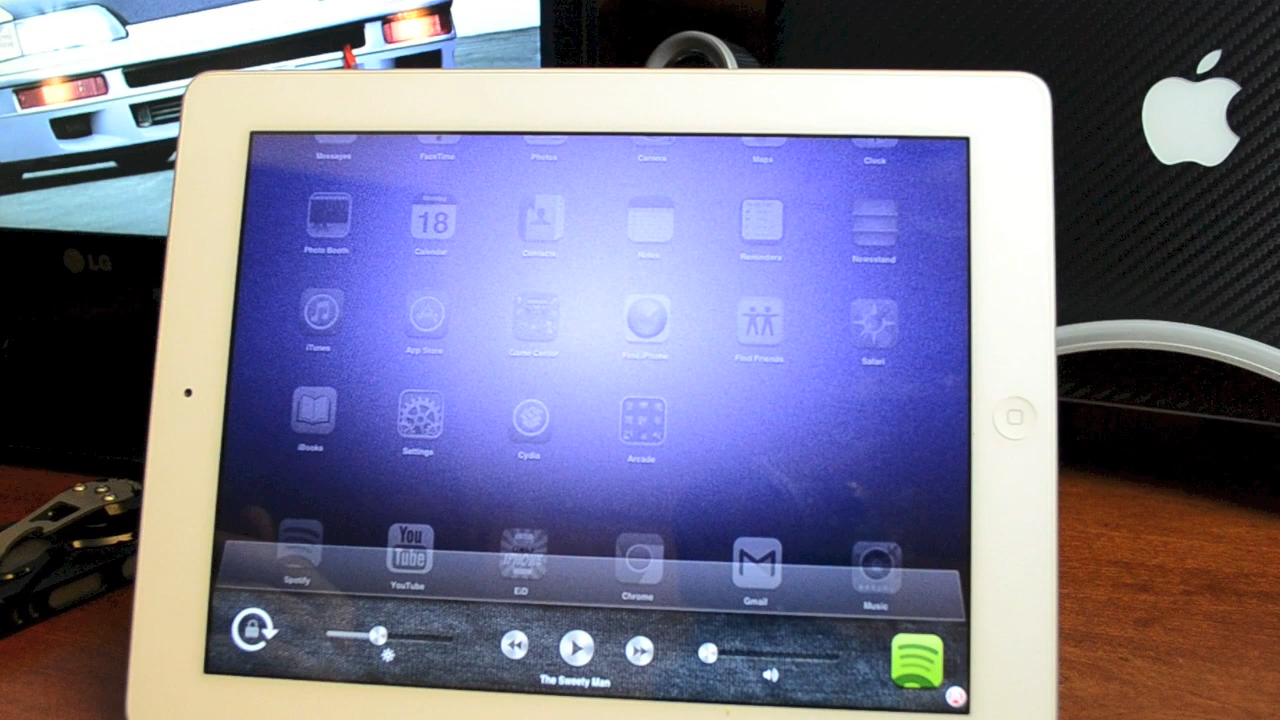 LG
Messages FaceTime Photos Camera Maps Clock
Monday
18
Photo Booth Calendar Contacts Notes Reminders Newsstand
iTunes App Store Game Center Find iPhone Find Friends Safari
iBooks Settings Cydia Arcade
You
Tube
Spotify YouTube EiD Chrome Gmail Music
The Sweety Man